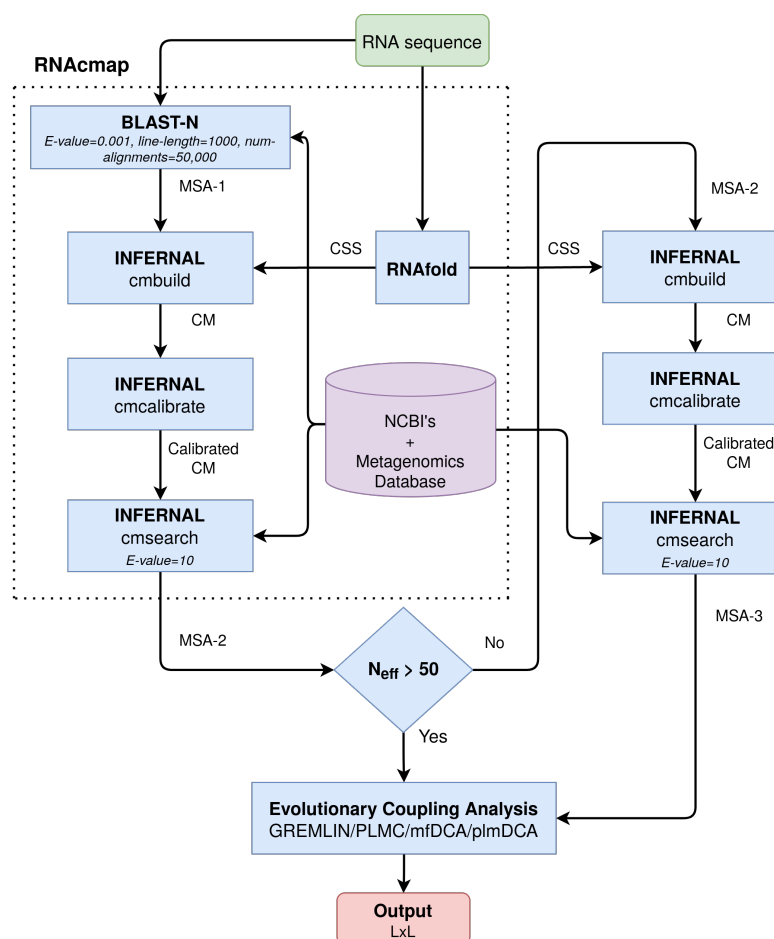 RNA sequence
RNAcmap
BLAST-N
E-value=0.001, line-length=1000, num-
alignments=50,000
MSA-1
MSA-2
INFERNAL
cmbuild
CSS
RNAfold
CSS
INFERNAL
cmbuild
CM
CM
INFERNAL
cmcalibrate
INFERNAL
cmcalibrate
NCBI's
+
Metagenomics
Database
Calibrated
CM
Calibrated
CM
INFERNAL
cmsearch
E-value=10
INFERNAL
cmsearch
E-value=10
MSA-2
No
MSA-3
Neff > 50
Yes
Evolutionary Coupling Analysis
GREMLIN/PLMC/mfDCA/plmDCA
Output
LxL